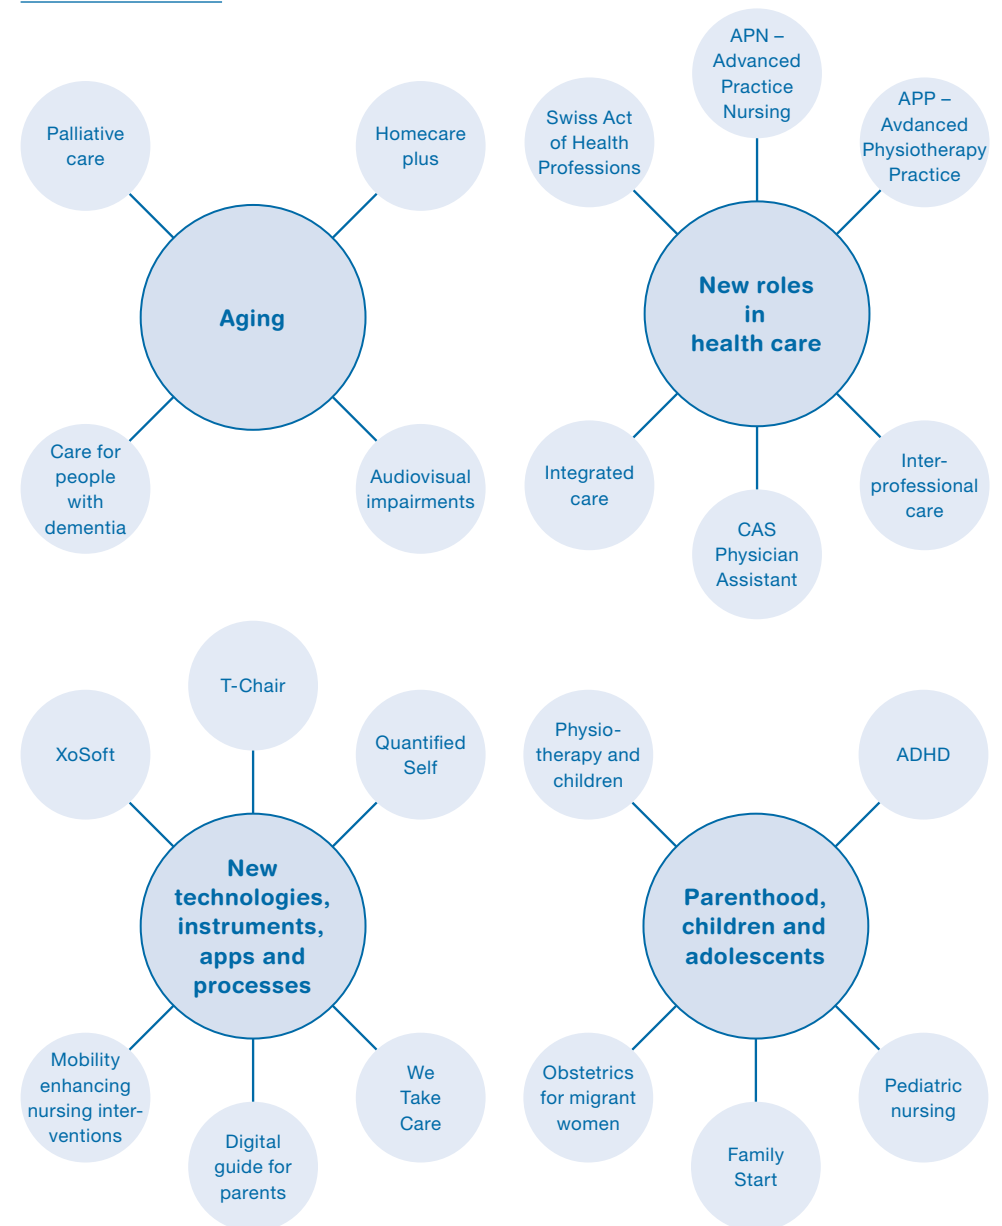 Palliative
care
Homecare
plus
Aging
Care for
people
with
dementia
Audiovisual
impairments
APN –
Advanced
Practice
Nursing
Swiss Act
of Health
Professions
APP –
Avdanced
Physiotherapy
Practice
New roles
in
health care
Integrated
care
CAS
Physician
Assistant
Inter-
professional
care
T-Chair
XoSoft
Quantified
Self
New
technologies,
instruments,
apps and
processes
Mobility
enhancing
nursing inter-
ventions
Digital
guide for
parents
We
Take
Care
Physio-
therapy and
children
ADHD
Parenthood,
children and
adolescents
Obstetrics
for migrant
women
Family
Start
Pediatric
nursing